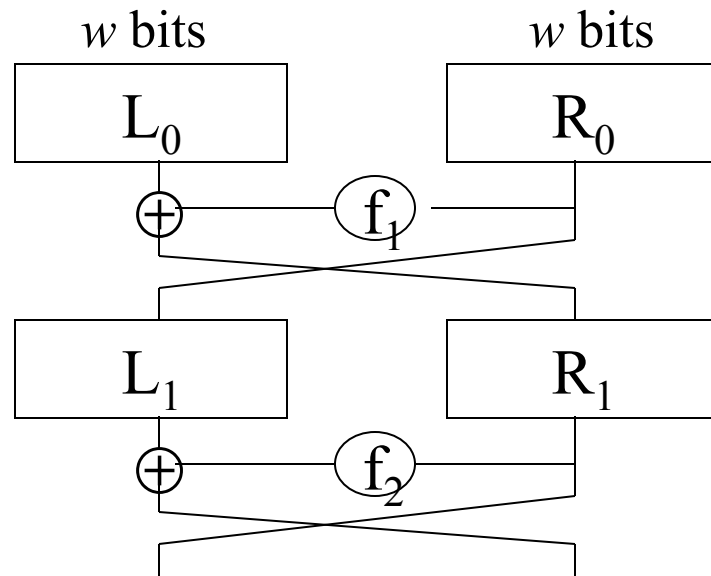 w bits w bits
L₀ R₀
⊕ f₁
L₁ R₁
⊕ f₂